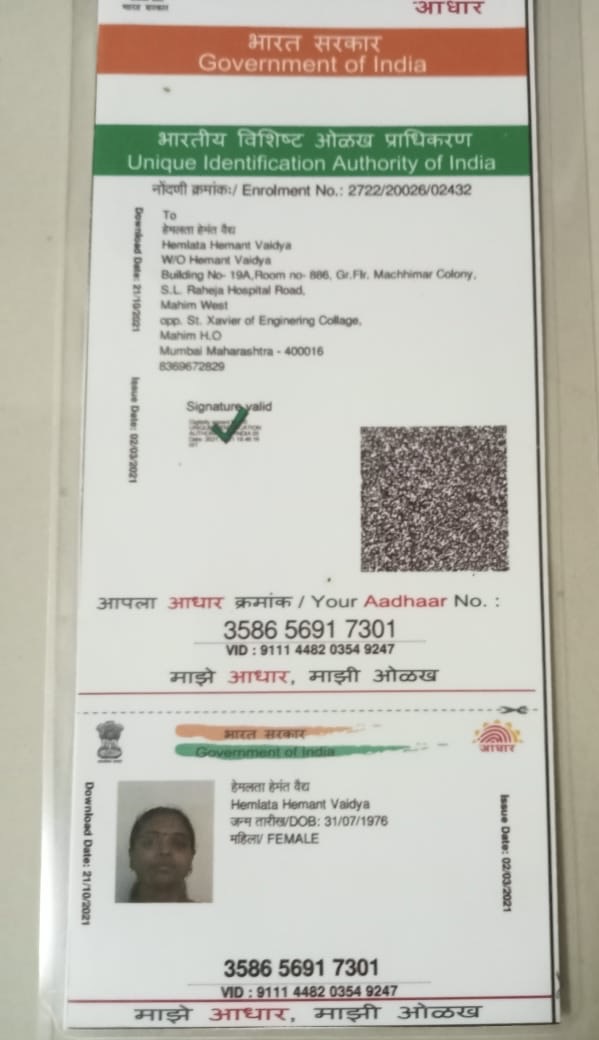 भारत सरकार
आधार
भारत सरकार
Government of India
भारतीय विशिष्ट ओळख प्राधिकरण
Unique Identification Authority of India
नोंदणी क्रमांकः/ Enrolment No.: 2722/20026/02432
Download Date: 21/10/2021
Issue Date: 02/03/2021
To
हेमलता हेमंत वैद्य
Hemlata Hemant Vaidya
W/O Hemant Vaidya
Building No- 19A,Room no- 886, Gr.Flr, Machhimar Colony,
S.L. Raheja Hospital Road,
Mahim West
opp. St. Xavier of Enginering Collage,
Mahim H.O
Mumbai Maharashtra - 400016
8369672829
Signature valid
आपला आधार क्रमांक / Your Aadhaar No. :
3586 5691 7301
VID : 9111 4482 0354 9247
माझे आधार, माझी ओळख
भारत सरकार
Government of India
आधार
Download Date: 21/10/2021
हेमलता हेमंत वैद्य
Hemlata Hemant Vaidya
जन्म तारीख/DOB: 31/07/1976
महिला/ FEMALE
Issue Date: 02/03/2021
3586 5691 7301
VID : 9111 4482 0354 9247
माझे आधार, माझी ओळख